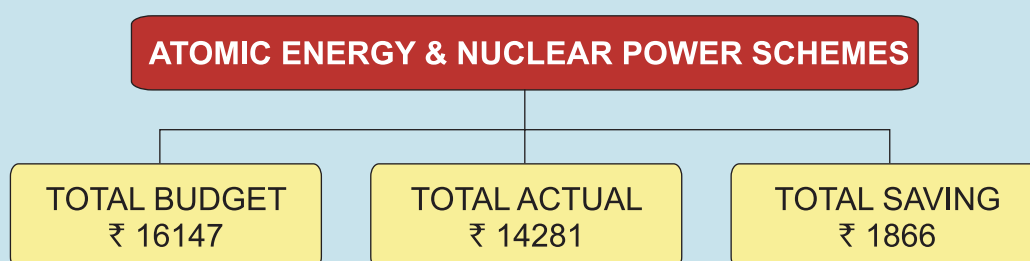 ATOMIC ENERGY & NUCLEAR POWER SCHEMES
TOTAL BUDGET
₹ 16147
TOTAL ACTUAL
₹ 14281
TOTAL SAVING
₹ 1866